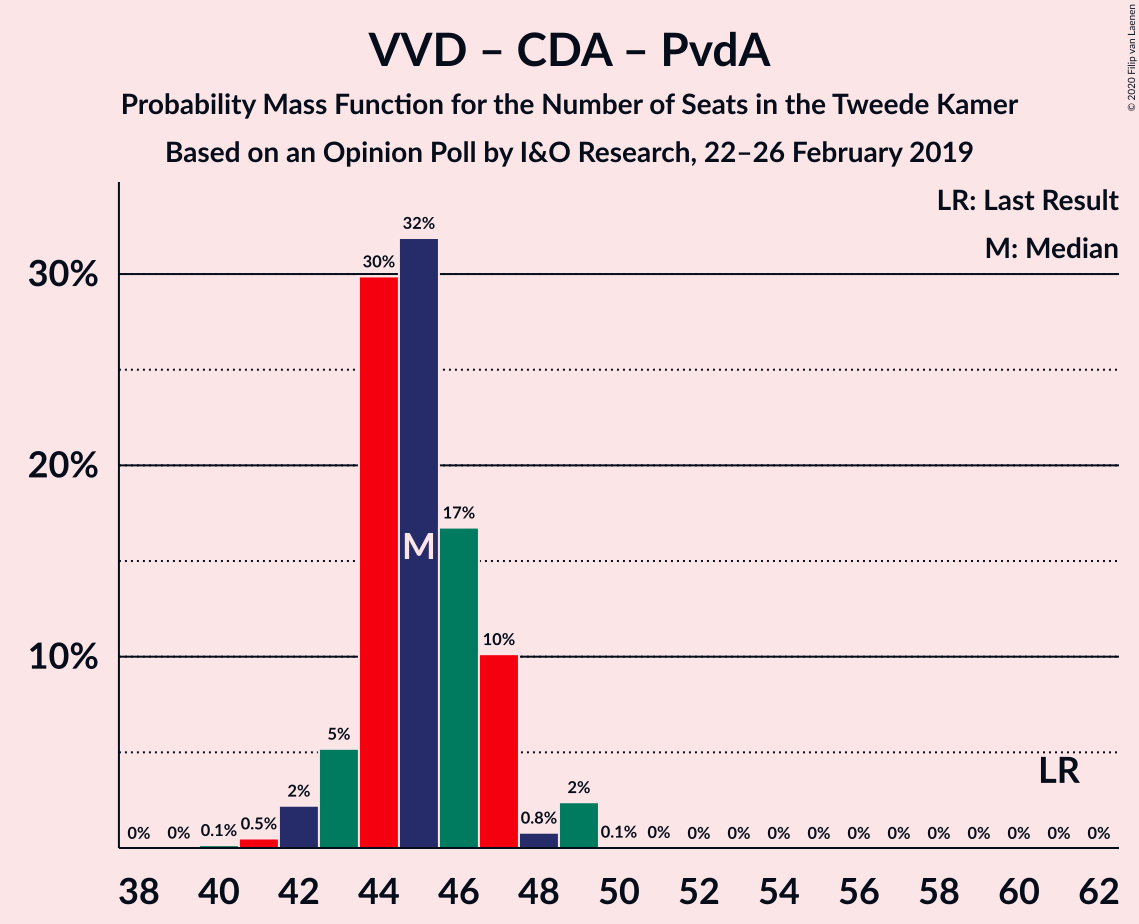 VVD – CDA – PvdA
Probability Mass Function for the Number of Seats in the Tweede Kamer
Based on an Opinion Poll by I&O Research, 22–26 February 2019
© 2020 Filip van Laenen
LR: Last Result
M: Median
30%
20%
10%
0% 0% 0.1% 0.5% 2% 5% 30% 32% 17% 10% 0.8% 2% 0.1% 0% 0% 0% 0% 0% 0% 0% 0% 0% 0% 0% 0%
M
LR
38 40 42 44 46 48 50 52 54 56 58 60 62